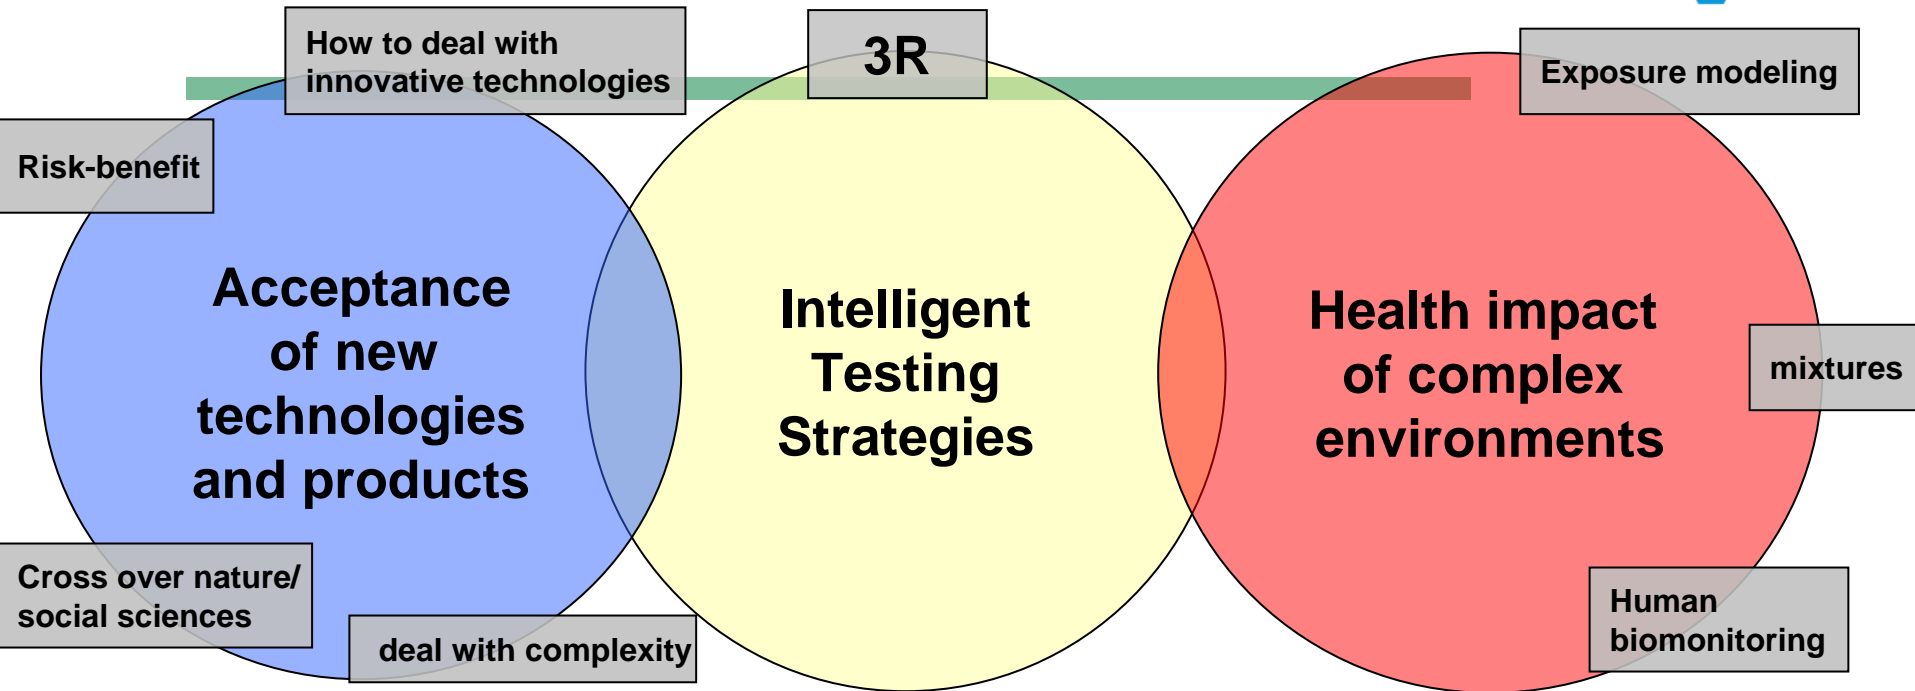 How to deal with
innovative technologies
3R
Exposure modeling
Risk-benefit
Acceptance
of new
technologies
and products
Intelligent
Testing
Strategies
Health impact
of complex
environments
mixtures
Cross over nature/
social sciences
deal with complexity
Human
biomonitoring